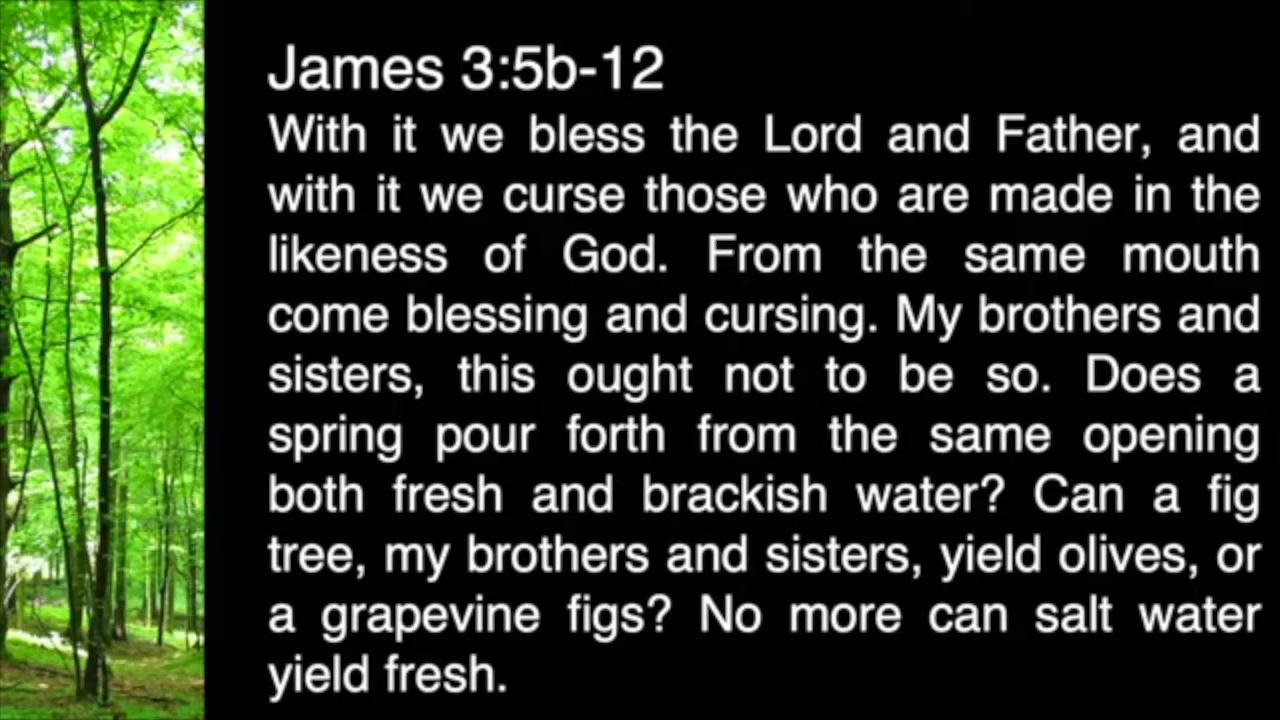 James 3:5b-12
With it we bless the Lord and Father, and
with it we curse those who are made in the
likeness of God. From the same mouth
come blessing and cursing. My brothers and
sisters, this ought not to be so. Does a
spring pour forth from the same opening
both fresh and brackish water? Can a fig
tree, my brothers and sisters, yield olives, or
a grapevine figs? No more can salt water
yield fresh.